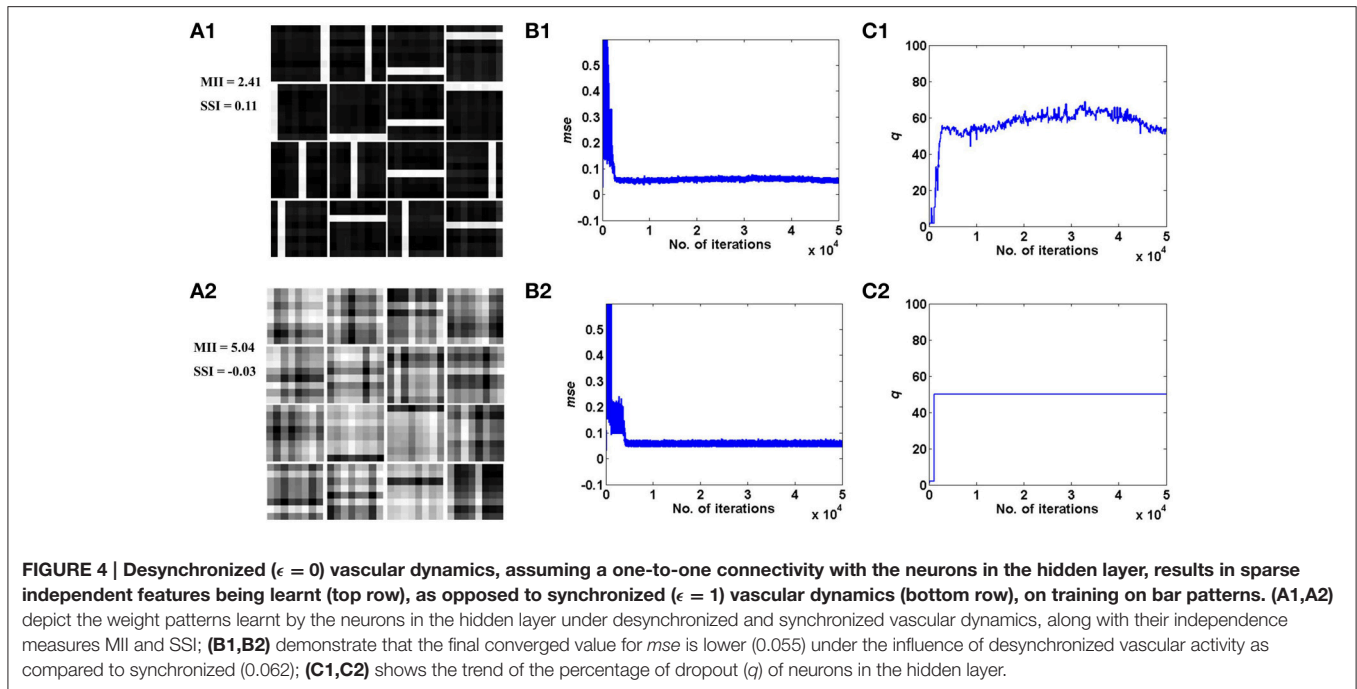 A1
MII = 2.41
SSI = 0.11
B1
0.5
0.4
0.3
0.2
0.1
0
-0.1
mse
0 1 2 3 4 5
No. of iterations
x 10⁴
C1
100
80
60
40
20
0
q
0 1 2 3 4 5
No. of iterations
x 10⁴
A2
MII = 5.04
SSI = -0.03
B2
0.5
0.4
0.3
0.2
0.1
0
-0.1
mse
0 1 2 3 4 5
No. of iterations
x 10⁴
C2
100
80
60
40
20
0
q
0 1 2 3 4 5
No. of iterations
x 10⁴
FIGURE 4 | Desynchronized (ϵ = 0) vascular dynamics, assuming a one-to-one connectivity with the neurons in the hidden layer, results in sparse
independent features being learnt (top row), as opposed to synchronized (ϵ = 1) vascular dynamics (bottom row), on training on bar patterns. (A1,A2)
depict the weight patterns learnt by the neurons in the hidden layer under desynchronized and synchronized vascular dynamics, along with their independence
measures MII and SSI; (B1,B2) demonstrate that the final converged value for mse is lower (0.055) under the influence of desynchronized vascular activity as
compared to synchronized (0.062); (C1,C2) shows the trend of the percentage of dropout (q) of neurons in the hidden layer.